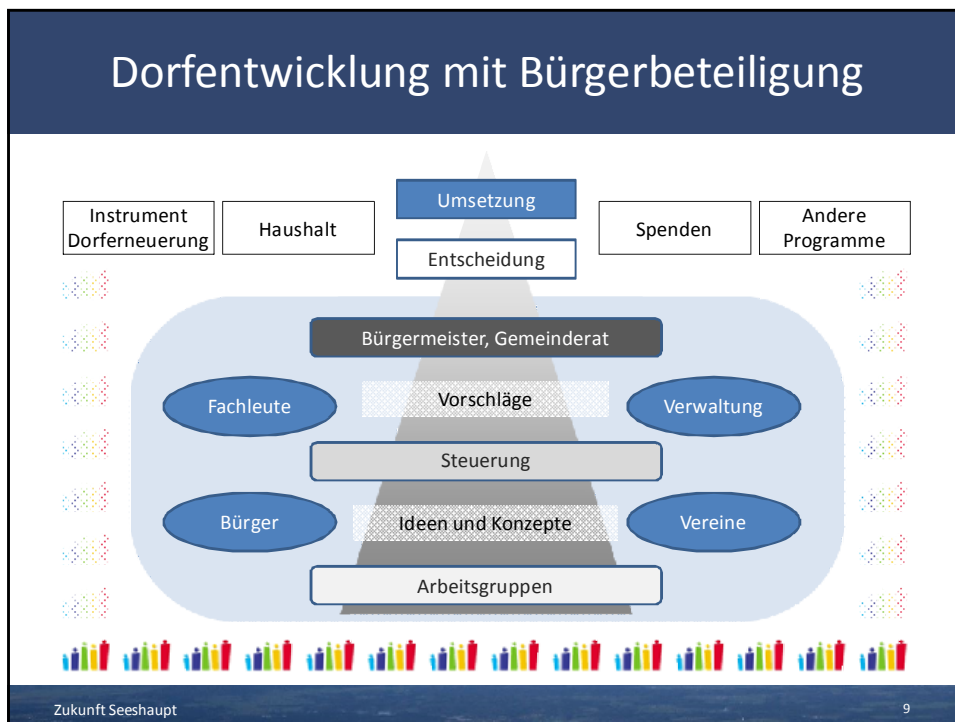 Dorfentwicklung mit Bürgerbeteiligung
Umsetzung
Instrument
Dorferneuerung
Haushalt
Spenden
Andere
Programme
Entscheidung
Bürgermeister, Gemeinderat
Fachleute
Vorschläge
Verwaltung
Steuerung
Bürger
Ideen und Konzepte
Vereine
Arbeitsgruppen
Zukunft Seeshaupt
9